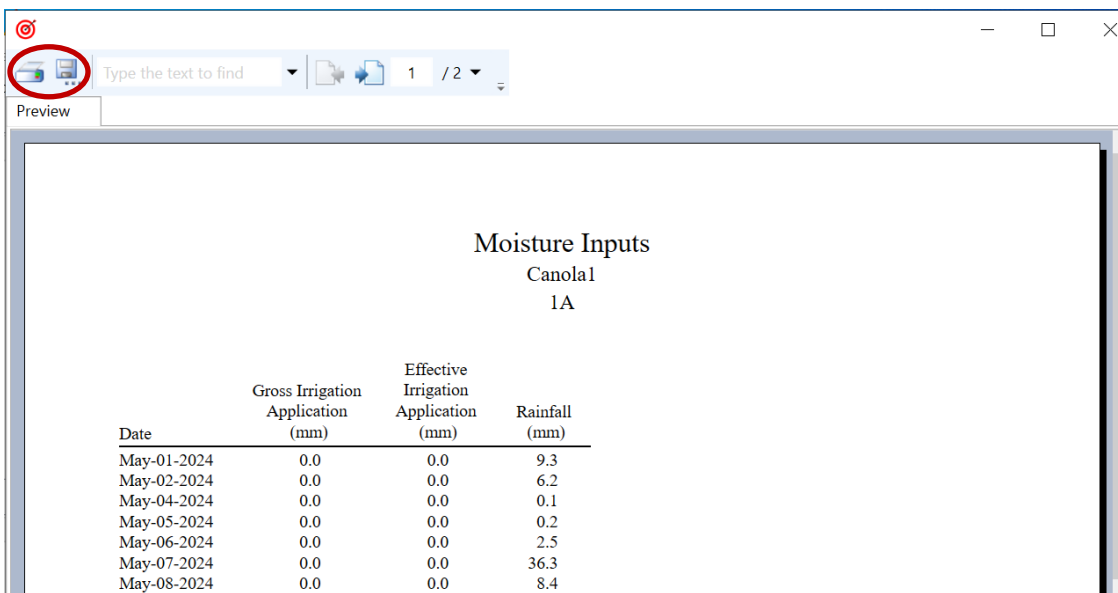 Type the text to find 1 / 2
Preview
Moisture Inputs
Canola1
1A
Effective
Gross Irrigation Irrigation
Application Application Rainfall
Date (mm) (mm) (mm)
May-01-2024 0.0 0.0 9.3
May-02-2024 0.0 0.0 6.2
May-04-2024 0.0 0.0 0.1
May-05-2024 0.0 0.0 0.2
May-06-2024 0.0 0.0 2.5
May-07-2024 0.0 0.0 36.3
May-08-2024 0.0 0.0 8.4